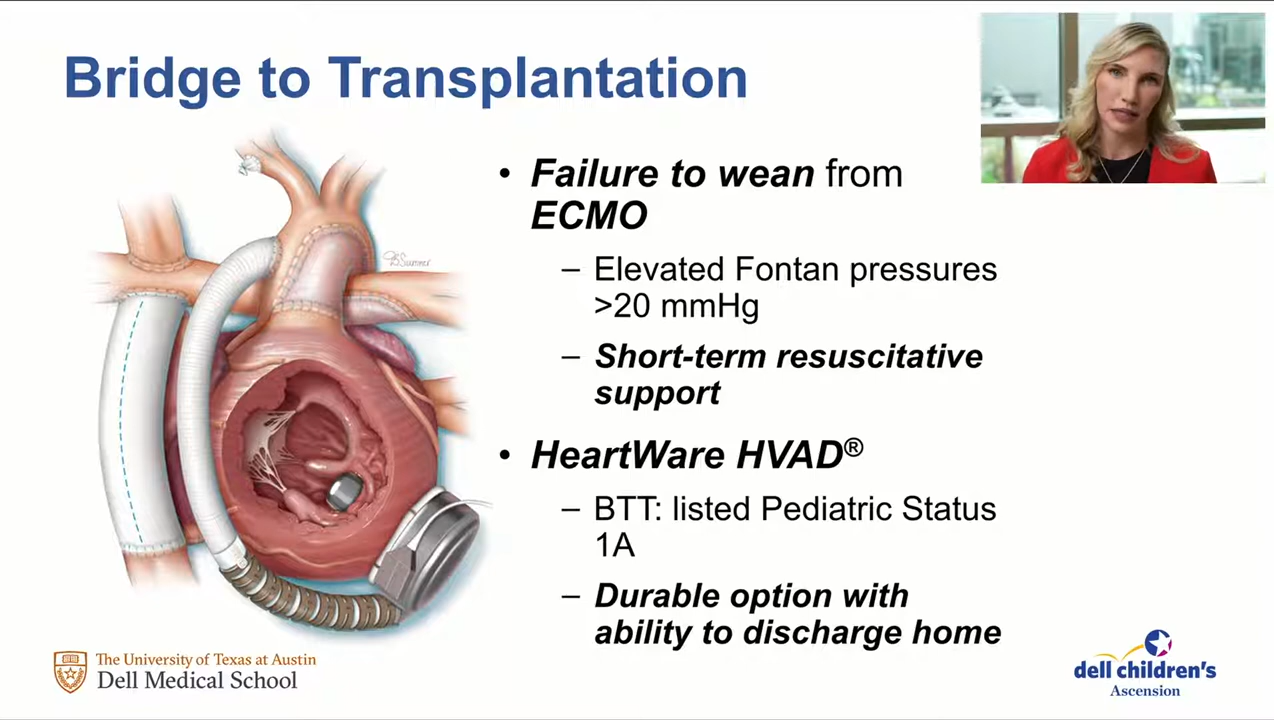 Bridge to Transplantation
• Failure to wean from
ECMO
– Elevated Fontan pressures
>20 mmHg
– Short-term resuscitative
support
• HeartWare HVAD®
– BTT: listed Pediatric Status
1A
– Durable option with
ability to discharge home
The University of Texas at Austin
Dell Medical School
dell children's
Ascension